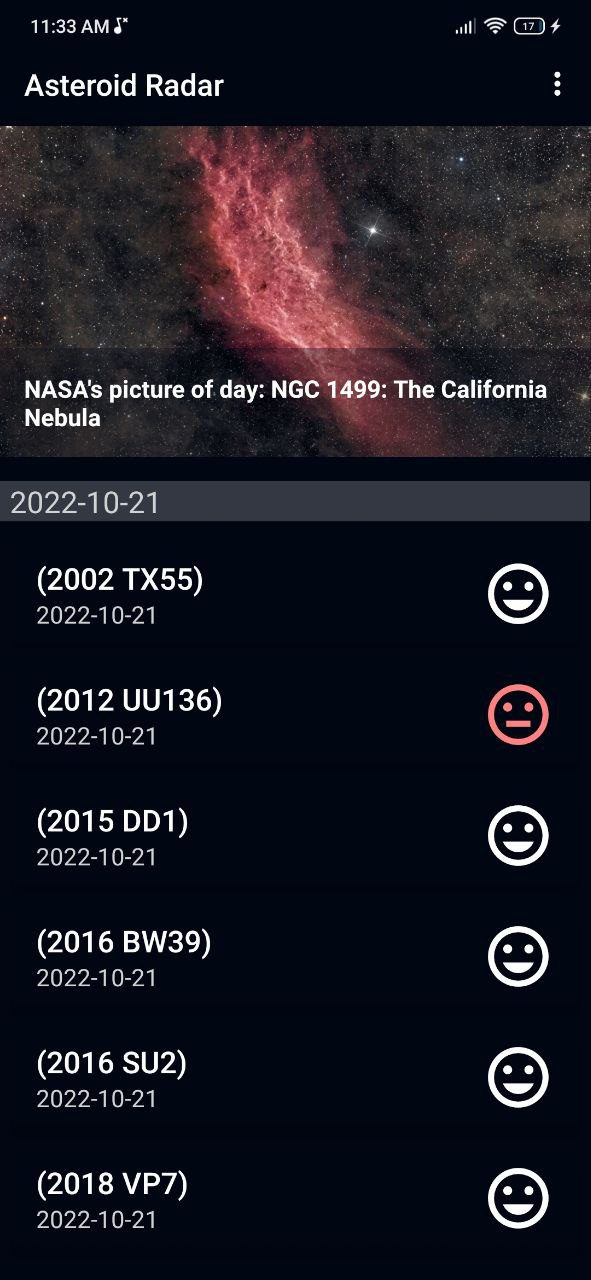 11:33 AM
17
Asteroid Radar
NASA's picture of day: NGC 1499: The California
Nebula
2022-10-21
(2002 TX55)
2022-10-21
(2012 UU136)
2022-10-21
(2015 DD1)
2022-10-21
(2016 BW39)
2022-10-21
(2016 SU2)
2022-10-21
(2018 VP7)
2022-10-21